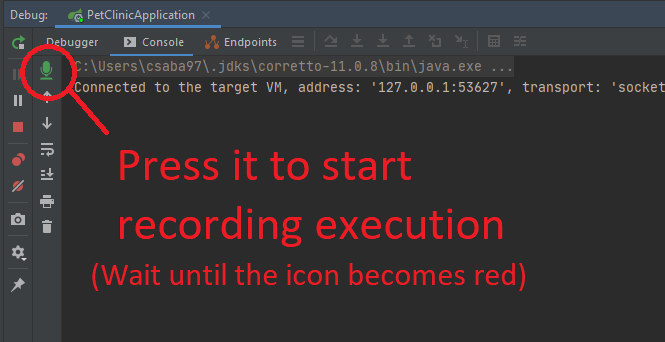 Debug: PetClinicApplication
Debugger Console Endpoints
C:\Users\csaba97\.jdks\corretto-11.0.8\bin\java.exe ...
Connected to the target VM, address: '127.0.0.1:53627', transport: 'socket
Press it to start
recording execution
(Wait until the icon becomes red)